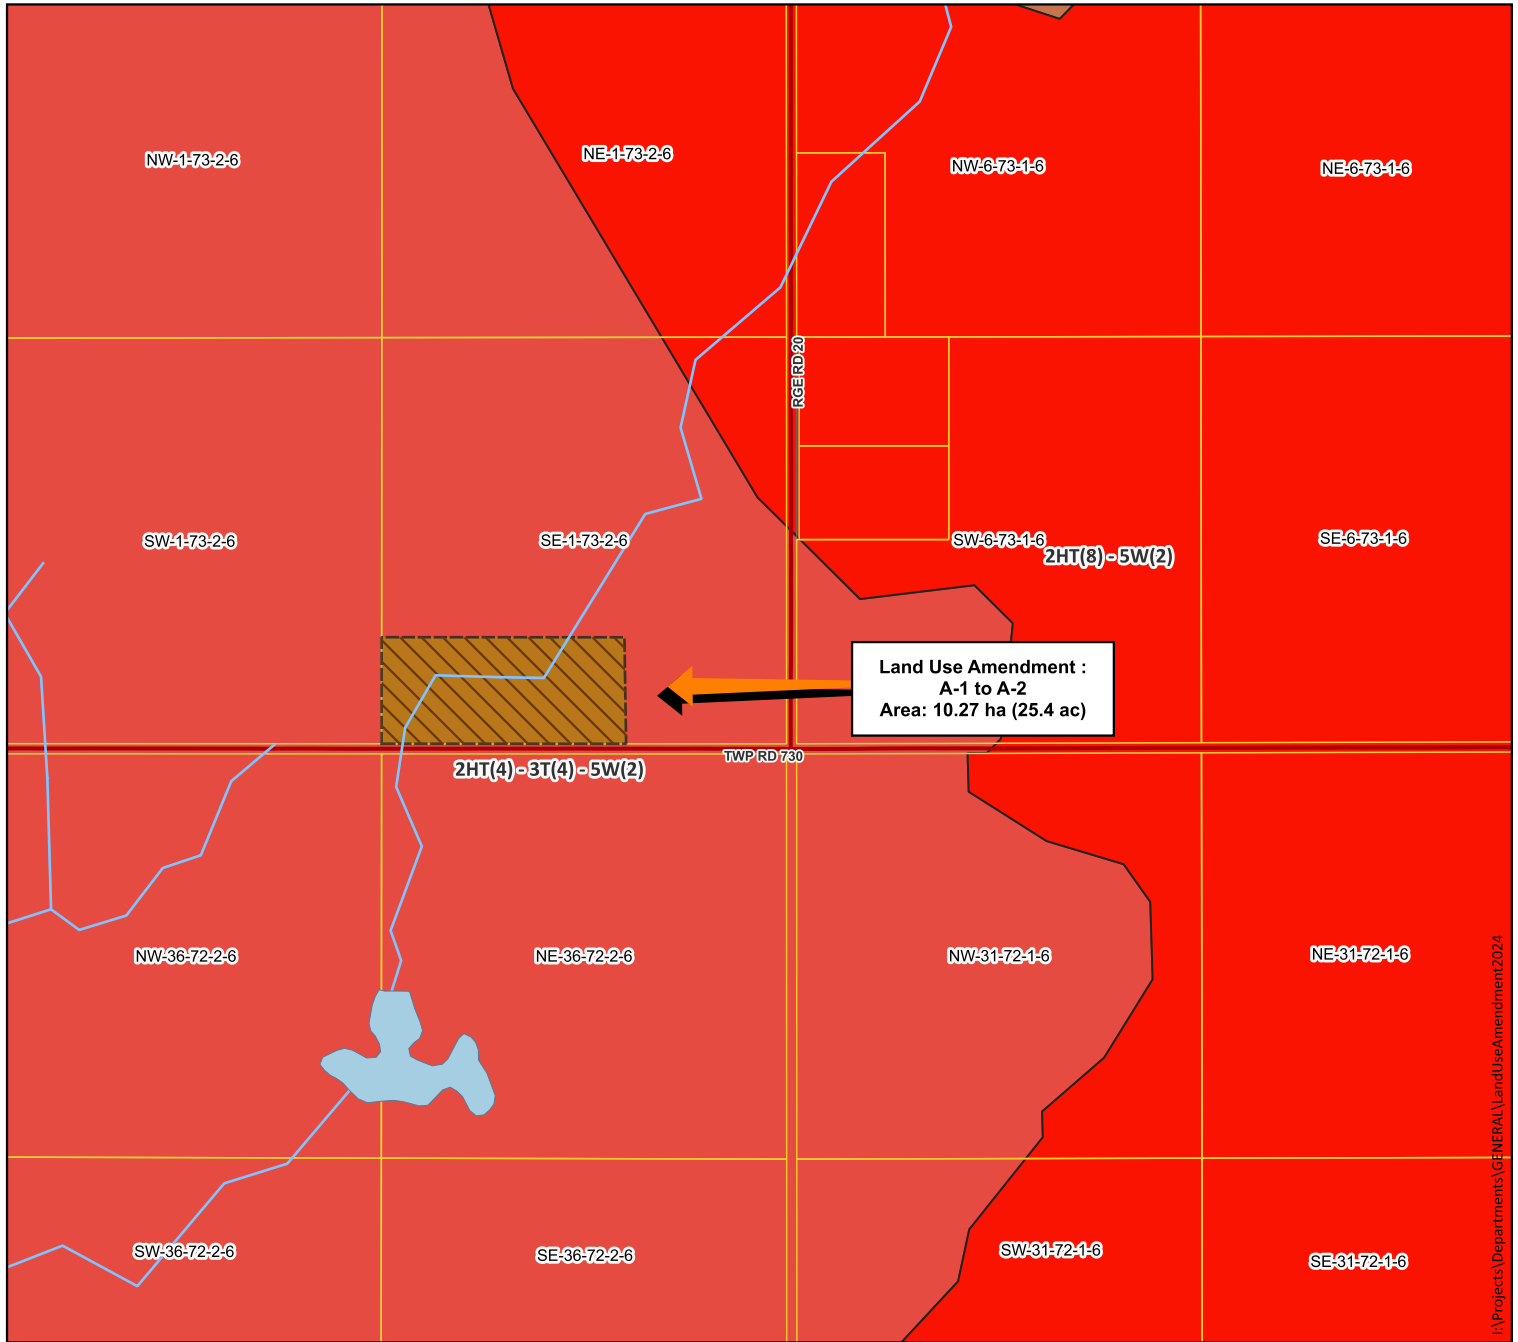 NW-1-73-2-6
NE-1-73-2-6
NW-6-73-1-6
NE-6-73-1-6
RGE RD 20
SW-1-73-2-6
SE-1-73-2-6
SW-6-73-1-6
SE-6-73-1-6
2HT(8) - 5W(2)
Land Use Amendment :
A-1 to A-2
Area: 10.27 ha (25.4 ac)
TWP RD 730
2HT(4) - 3T(4) - 5W(2)
NW-36-72-2-6
NE-36-72-2-6
NW-31-72-1-6
NE-31-72-1-6
SW-36-72-2-6
SE-36-72-2-6
SW-31-72-1-6
SE-31-72-1-6
I:\Projects\Departments\GENERAL\LandUseAmendment2024